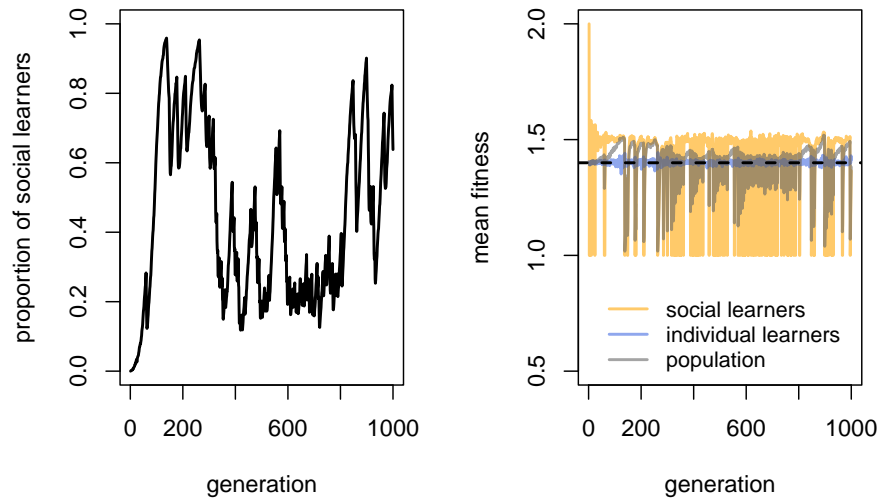 proportion of social learners
1.0
0.8
0.6
0.4
0.2
0.0
0
200
600
1000
generation
mean fitness
2.0
1.5
1.0
0.5
social learners
individual learners
population
0
200
600
1000
generation